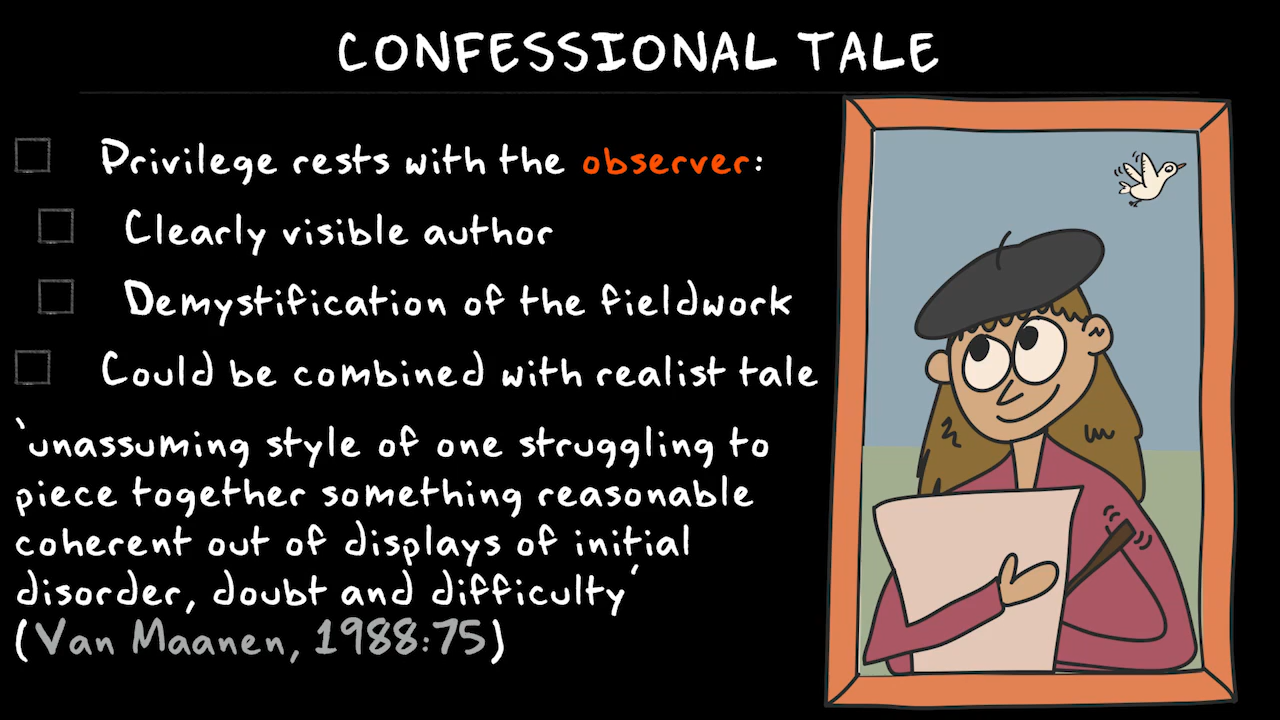 CONFESSIONAL TALE
Privilege rests with the observer:
Clearly visible author
Demystification of the fieldwork
Could be combined with realist tale
‘unassuming style of one struggling to
piece together something reasonable
coherent out of displays of initial
disorder, doubt and difficulty’
(Van Maanen, 1988:75)